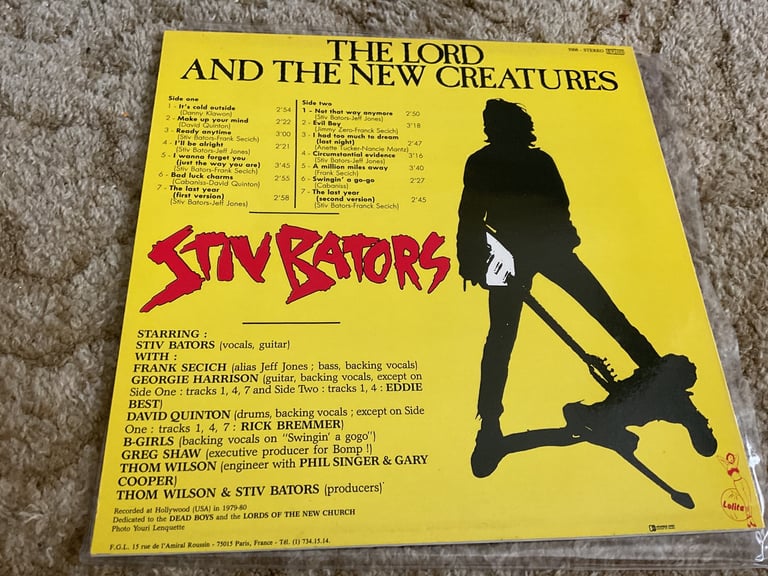 THE LORD
AND THE NEW CREATURES
5006 - STEREO
Side one
1 - It's cold outside 2'54
(Danny Klawon)
2 - Make up your mind 2'22
(David Quinton)
3 - Ready anytime 3'00
(Stiv Bators-Frank Secich)
4 - I'll be alright 2'21
(Stiv Bators-Jeff Jones)
5 - I wanna forget you
(just the way you are) 3'45
(Stiv Bators-Frank Secich)
6 - Bad luck charms 2'55
(Cabaniss-David Quinton)
7 - The last year
(first version) 2'58
(Stiv Bators-Jeff Jones)
Side two
1 - Not that way anymore 2'50
(Stiv Bators-Jeff Jones)
2 - Evil Boy 3'18
(Jimmy Zero-Franck Secich)
3 - I had too much to dream
(last night) 2'47
(Anette Tucker-Nancie Mantz)
4 - Circumstantial evidence 3'16
(Stiv Bators-Jeff Jones)
5 - A million miles away 3'40
(Frank Secich)
6 - Swingin' a go-go 2'27
(Cabaniss)
7 - The last year
(second version) 2'45
(Stiv Bators-Franck Secich)
STIV BATORS
STARRING :
STIV BATORS (vocals, guitar)
WITH :
FRANK SECICH (alias Jeff Jones ; bass, backing vocals)
GEORGIE HARRISON (guitar, backing vocals, except on
Side One : tracks 1, 4, 7 and Side Two : tracks 1, 4 : EDDIE
BEST)
DAVID QUINTON (drums, backing vocals ; except on Side
One : tracks 1, 4, 7 : RICK BREMMER)
B-GIRLS (backing vocals on "Swingin' a gogo")
GREG SHAW (executive producer for Bomp !)
THOM WILSON (engineer with PHIL SINGER & GARY
COOPER)
THOM WILSON & STIV BATORS (producers)
Recorded at Hollywood (USA) in 1979-80
Dedicated to the DEAD BOYS and the LORDS OF THE NEW CHURCH
Photo Youri Lenquette
F.G.L. 15 rue de l'Amiral Roussin - 75015 Paris, France - Tél. (1) 734.15.14.
Lolita